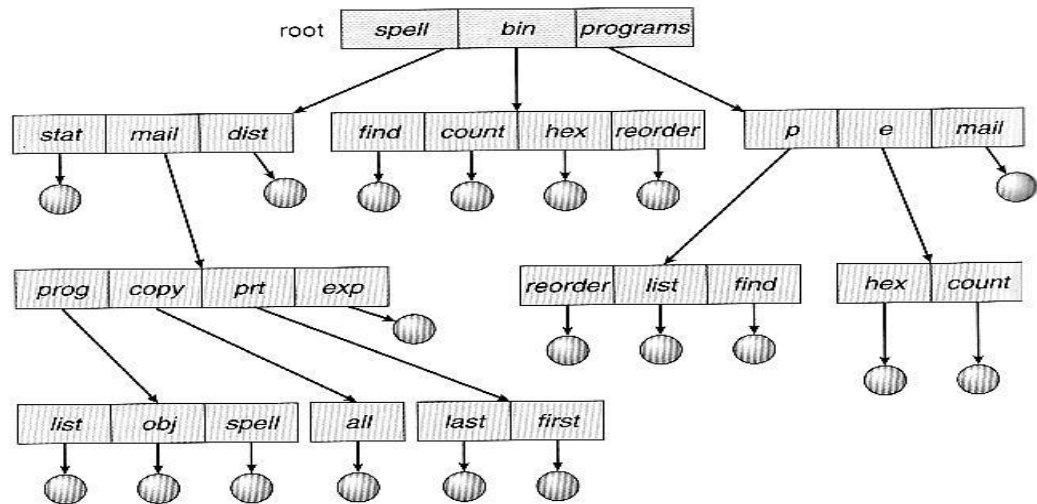 root spell bin programs
stat mail dist find count hex reorder p e mail
prog copy prt exp reorder list find hex count
list obj spell all last first